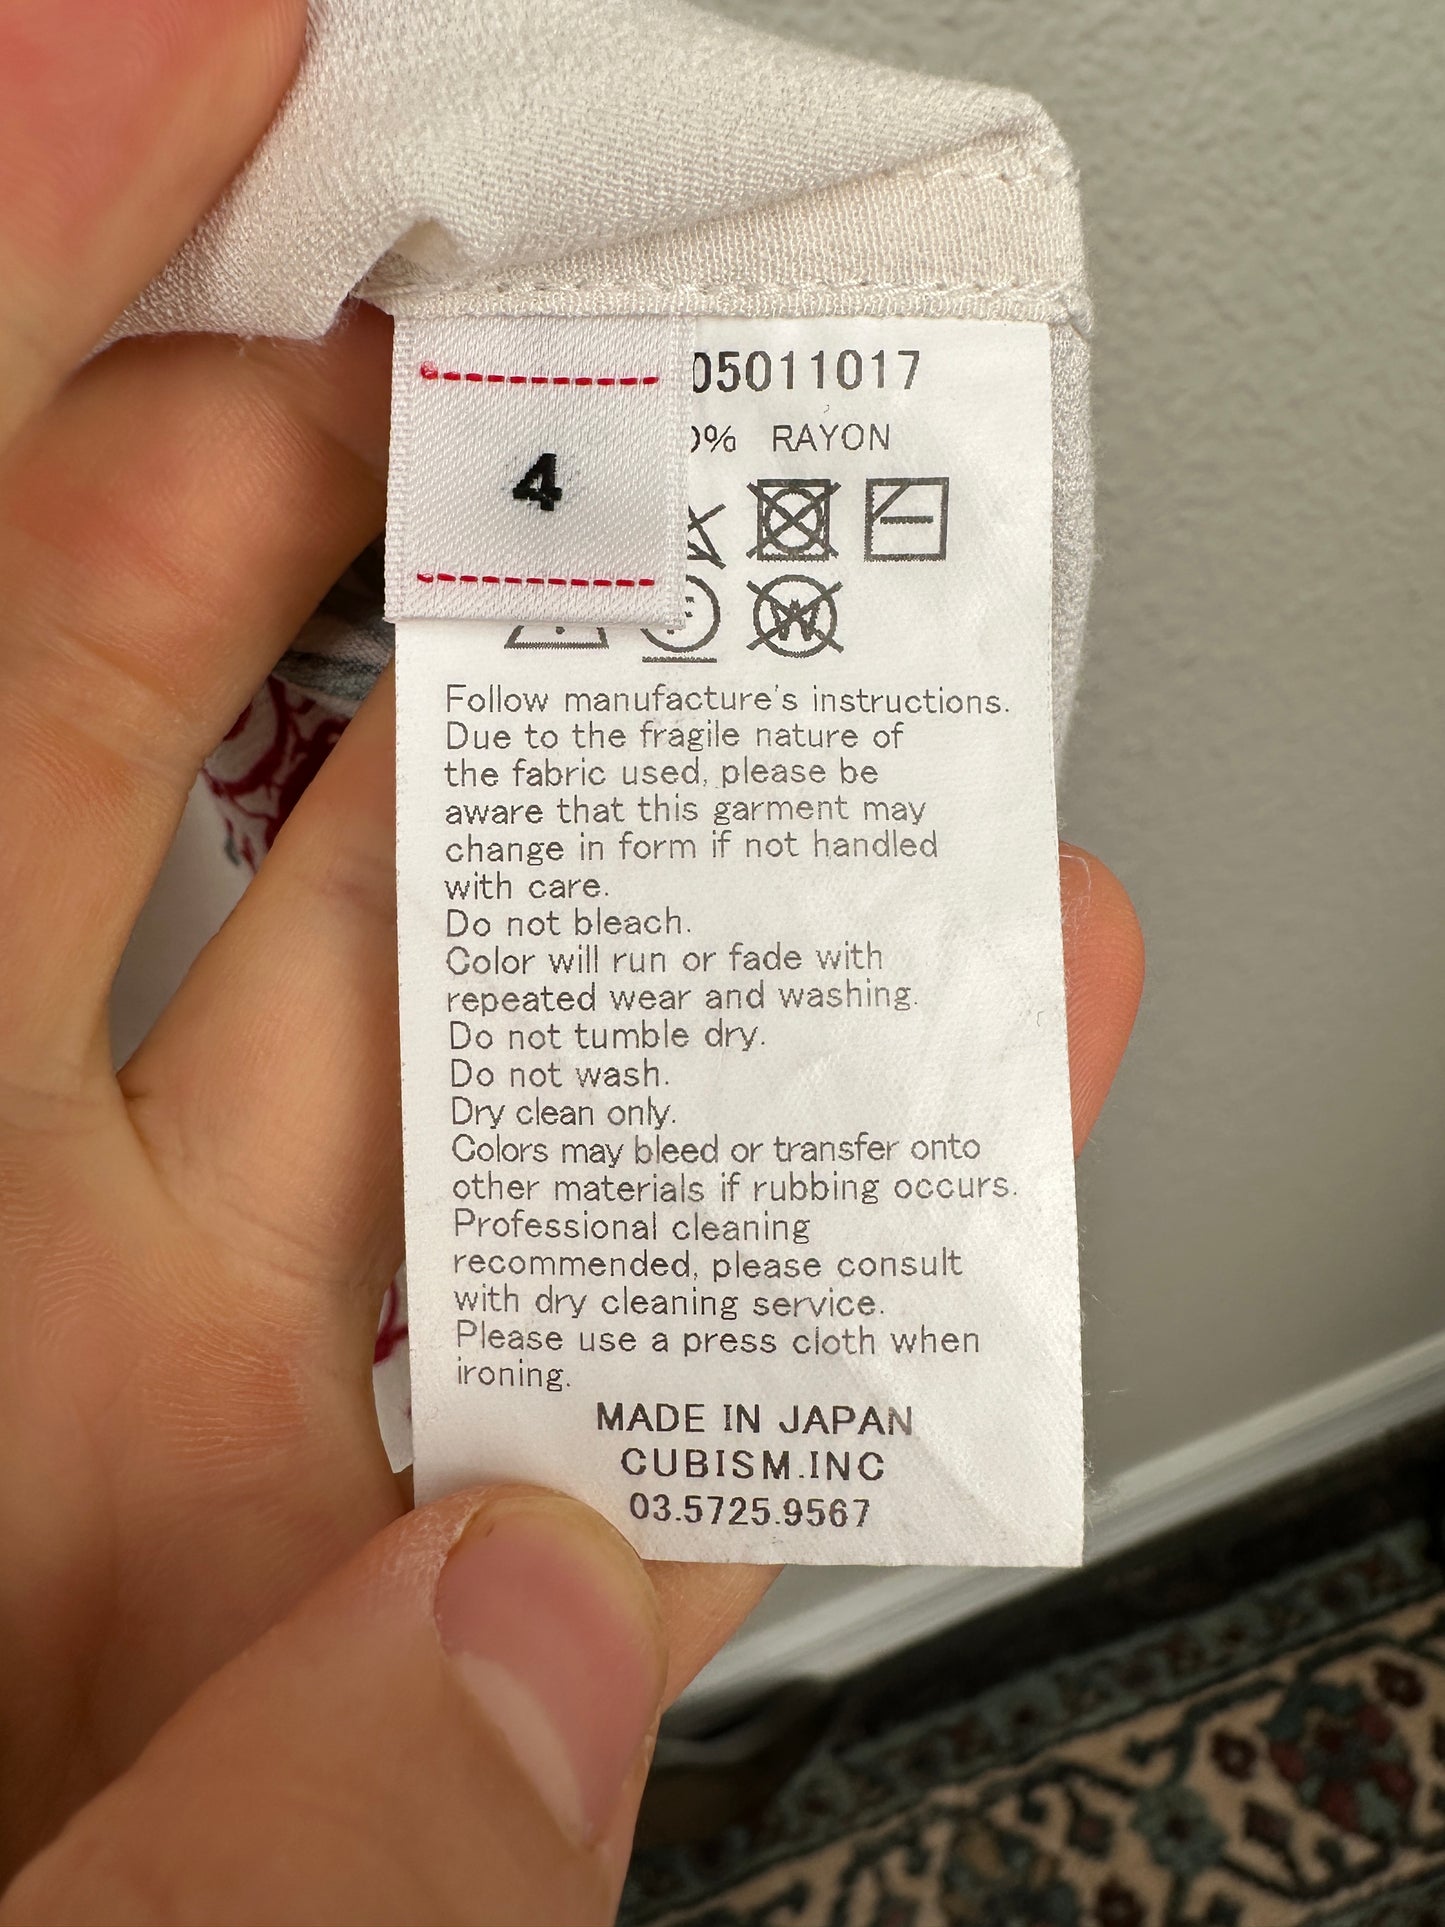 4
05011017
0% RAYON
F
W
Follow manufacture's instructions.
Due to the fragile nature of
the fabric used, please be
aware that this garment may
change in form if not handled
with care.
Do not bleach.
Color will run or fade with
repeated wear and washing.
Do not tumble dry.
Do not wash.
Dry clean only.
Colors may bleed or transfer onto
other materials if rubbing occurs.
Professional cleaning
recommended, please consult
with dry cleaning service.
Please use a press cloth when
ironing.
MADE IN JAPAN
CUBISM.INC
03.5725.9567